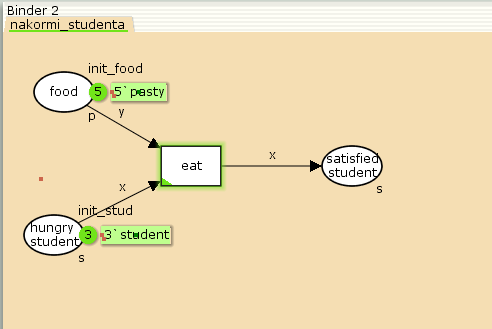 Binder 2
nakormi_studenta
init_food
food
5
5`pasty
p
y
eat
x
satisfied
student
s
x
init_stud
hungry
student
3
3`student
s